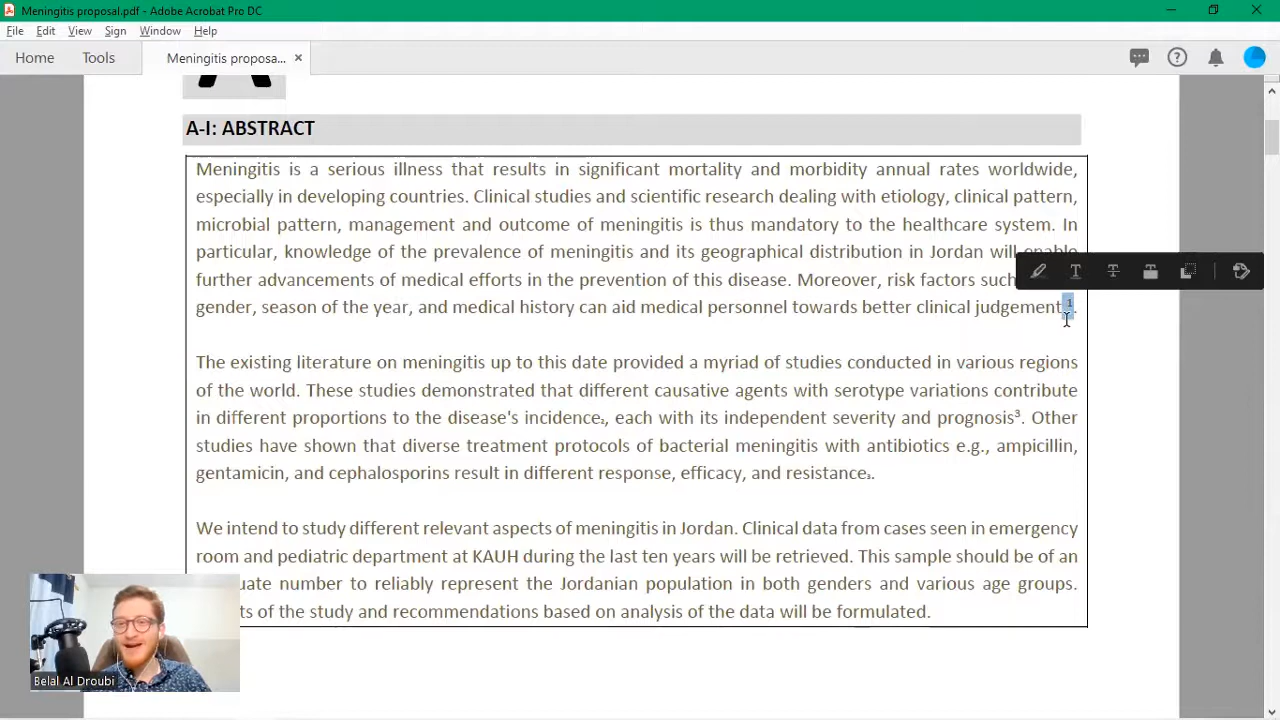 Meningitis proposal.pdf - Adobe Acrobat Pro DC
File Edit View Sign Window Help
Home Tools Meningitis proposa... ×
A-I: ABSTRACT
Meningitis is a serious illness that results in significant mortality and morbidity annual rates worldwide,
especially in developing countries. Clinical studies and scientific research dealing with etiology, clinical pattern,
microbial pattern, management and outcome of meningitis is thus mandatory to the healthcare system. In
particular, knowledge of the prevalence of meningitis and its geographical distribution in Jordan will enable
further advancements of medical efforts in the prevention of this disease. Moreover, risk factors such
gender, season of the year, and medical history can aid medical personnel towards better clinical judgement ¹.
The existing literature on meningitis up to this date provided a myriad of studies conducted in various regions
of the world. These studies demonstrated that different causative agents with serotype variations contribute
in different proportions to the disease's incidence₂, each with its independent severity and prognosis³. Other
studies have shown that diverse treatment protocols of bacterial meningitis with antibiotics e.g., ampicillin,
gentamicin, and cephalosporins result in different response, efficacy, and resistance.
We intend to study different relevant aspects of meningitis in Jordan. Clinical data from cases seen in emergency
room and pediatric department at KAUH during the last ten years will be retrieved. This sample should be of an
uate number to reliably represent the Jordanian population in both genders and various age groups.
ts of the study and recommendations based on analysis of the data will be formulated.
Belal Al Droubi